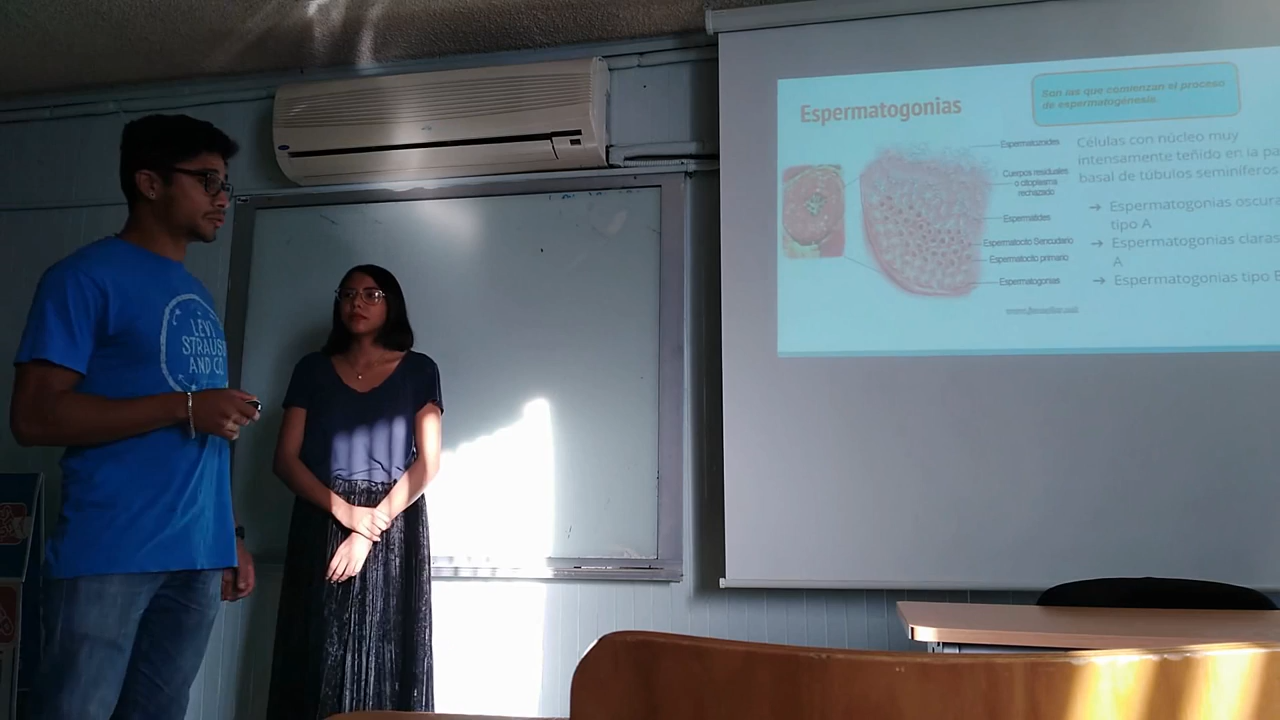 LEVI
STRAUSS
AND CO
Espermatogonias
Son las que comienzan el proceso
de espermatogénesis.
Espermatozoides
Cuerpos residuales
o citoplasma
rechazado
Espermatides
Espermatocito Sencudario
Espermatocito primario
Espermatogonias
Células con núcleo muy
intensamente teñido en la pa
basal de túbulos seminíferos
→ Espermatogonias oscura
tipo A
→ Espermatogonias claras
A
→ Espermatogonias tipo B